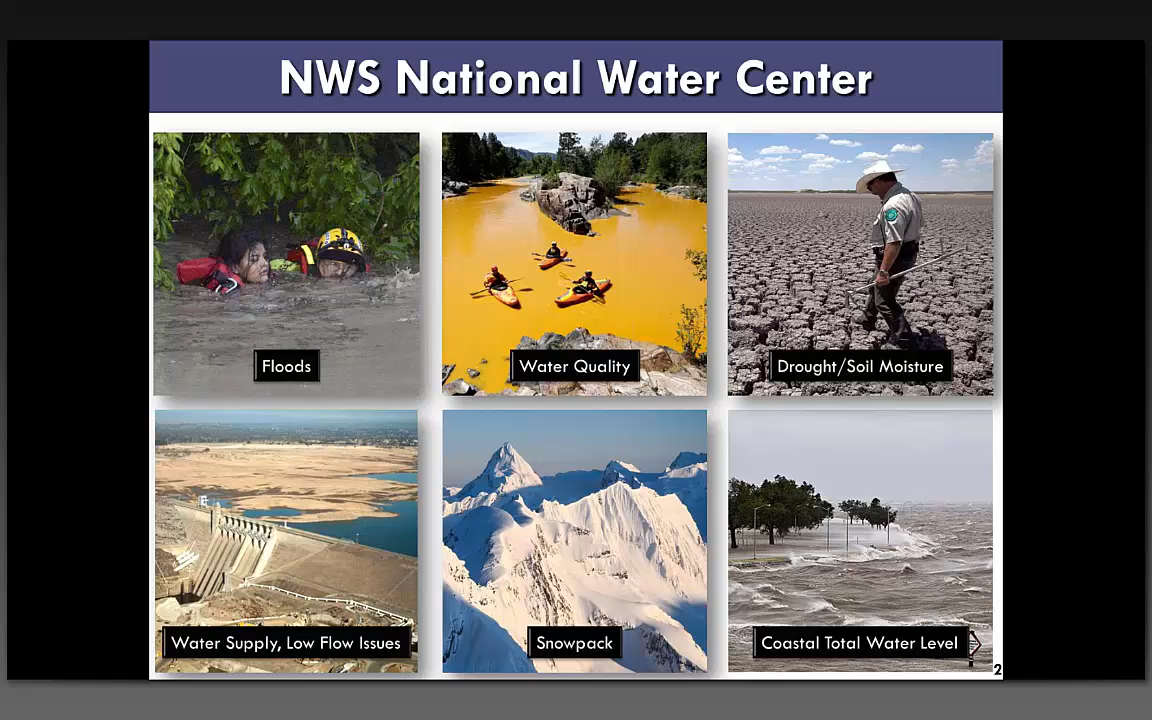 NWS National Water Center
Floods
Water Quality
Drought/Soil Moisture
Water Supply, Low Flow Issues
Snowpack
Coastal Total Water Level
2